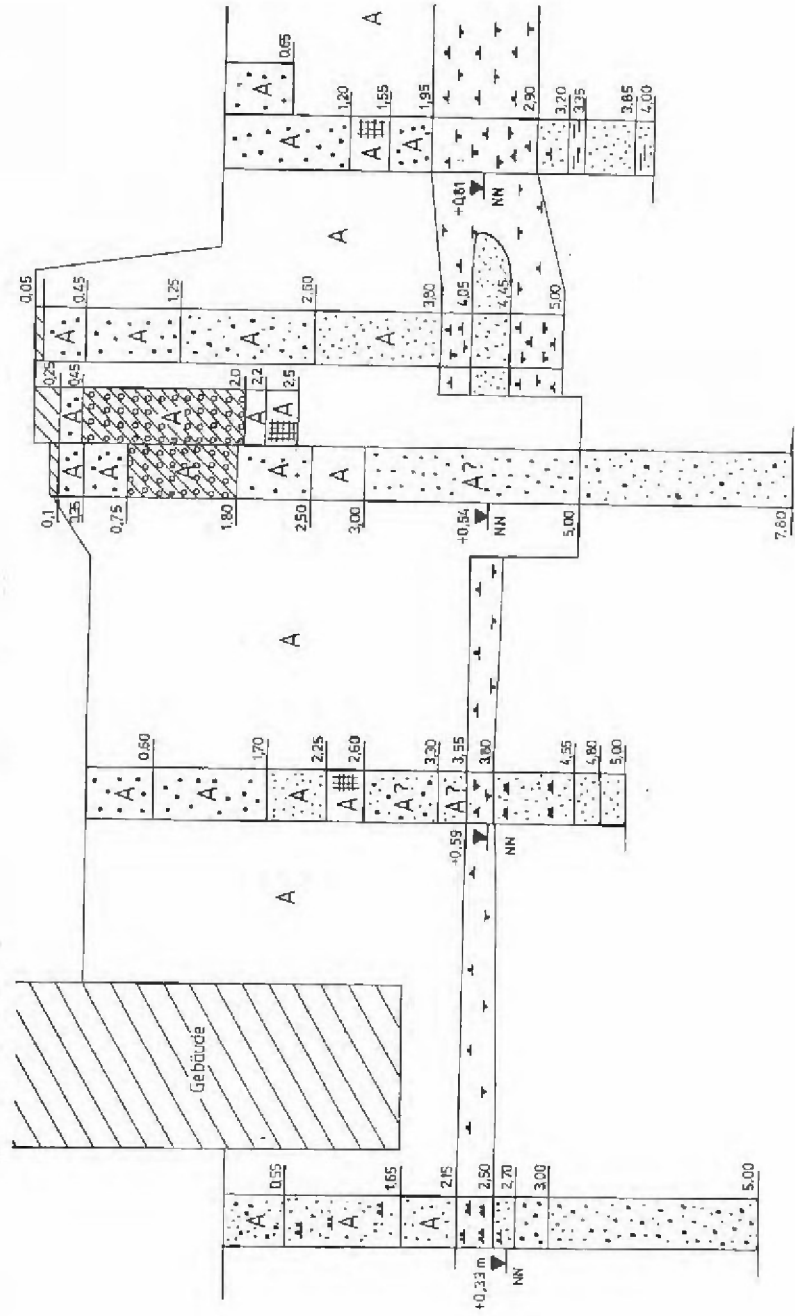 Gebäude
A
A
A
A
0,55
A
1,65
A
2,15
A
2,50
2,70
3,00
5,00
+0,33 m
NN
A
0,60
A
1,70
A
2,25
A
2,60
A?
3,30
A?
3,55
3,80
4,55
4,80
5,00
+0,59
NN
0,1
A
0,35
A
0,75
A
1,80
A
2,50
A
3,00
A?
5,00
7,80
+0,54
NN
0,25
A
0,45
A
2,0
A
2,2
A
2,5
0,05
A
0,45
A
1,25
A
2,60
A
3,80
4,05
4,45
5,00
A
1,20
A
1,55
A
1,95
2,90
3,20
3,35
3,85
4,00
+0,61
NN
A
0,65